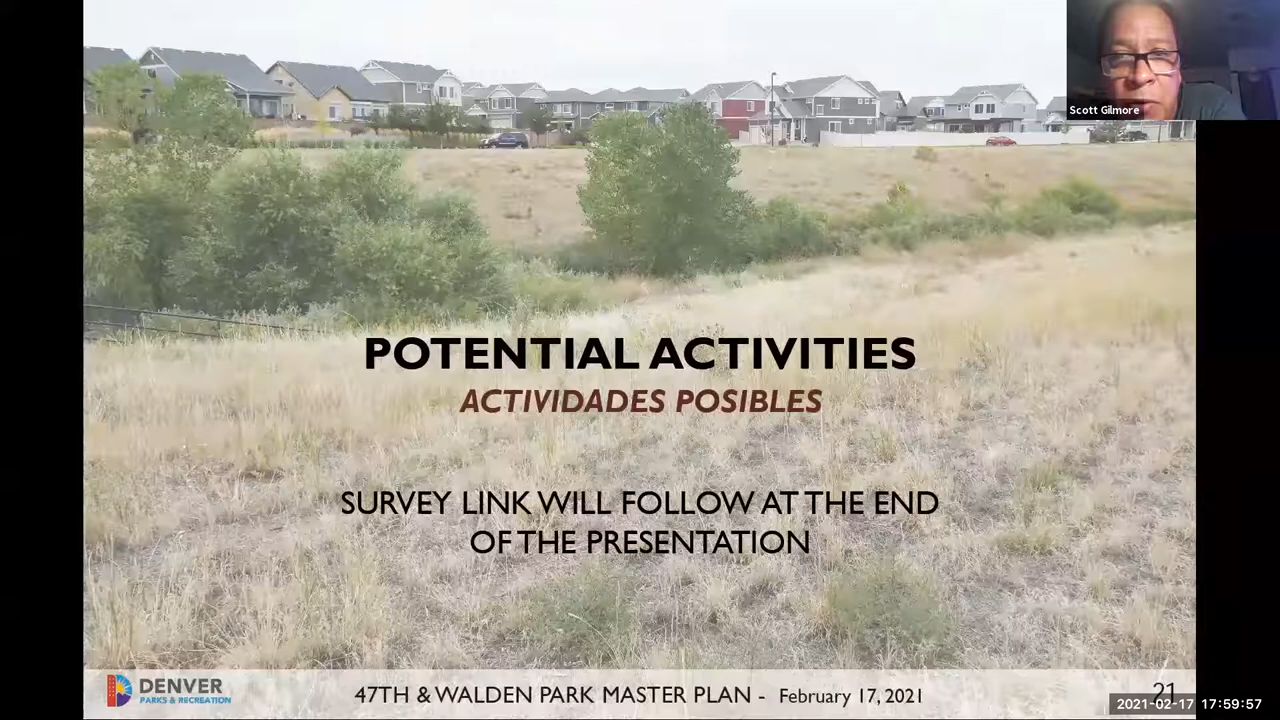 Scott Gilmore
POTENTIAL ACTIVITIES
ACTIVIDADES POSIBLES
SURVEY LINK WILL FOLLOW AT THE END
OF THE PRESENTATION
DENVER
PARKS & RECREATION
47TH & WALDEN PARK MASTER PLAN - February 17, 2021
21
2021-02-17 17:59:57